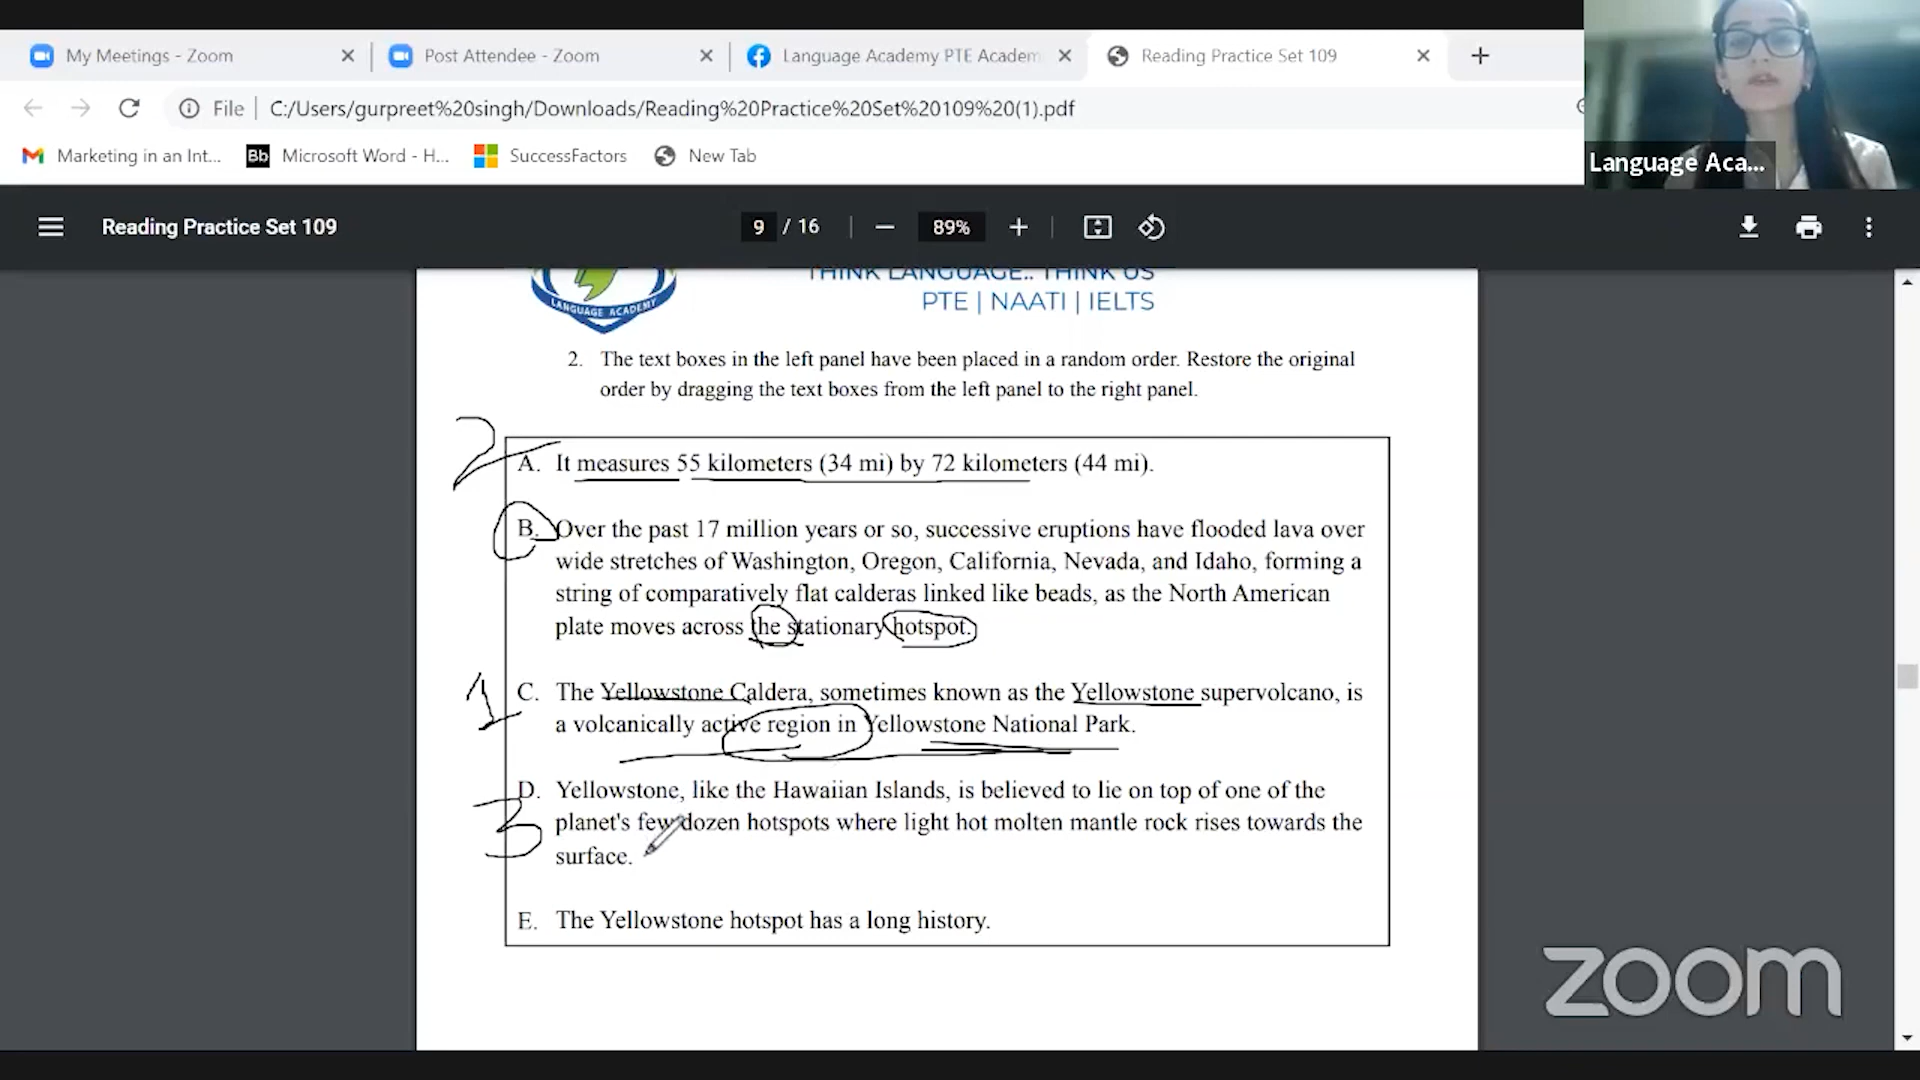 My Meetings - Zoom
Post Attendee - Zoom
Language Academy PTE Academ
Reading Practice Set 109
File
C:/Users/gurpreet%20singh/Downloads/Reading%20Practice%20Set%20109%20(1).pdf
Marketing in an Int...
Bb
Microsoft Word - H...
SuccessFactors
New Tab
Language Aca...
Reading Practice Set 109
9 / 16
89%
LANGUAGE ACADEMY
THINK LANGUAGE.. THINK US
PTE | NAATI | IELTS
2. The text boxes in the left panel have been placed in a random order. Restore the original
order by dragging the text boxes from the left panel to the right panel.
2
A. It measures 55 kilometers (34 mi) by 72 kilometers (44 mi).
B. Over the past 17 million years or so, successive eruptions have flooded lava over
wide stretches of Washington, Oregon, California, Nevada, and Idaho, forming a
string of comparatively flat calderas linked like beads, as the North American
plate moves across the stationary hotspot.
1
C. The Yellowstone Caldera, sometimes known as the Yellowstone supervolcano, is
a volcanically active region in Yellowstone National Park.
3
D. Yellowstone, like the Hawaiian Islands, is believed to lie on top of one of the
planet's few dozen hotspots where light hot molten mantle rock rises towards the
surface.
E. The Yellowstone hotspot has a long history.
zoom